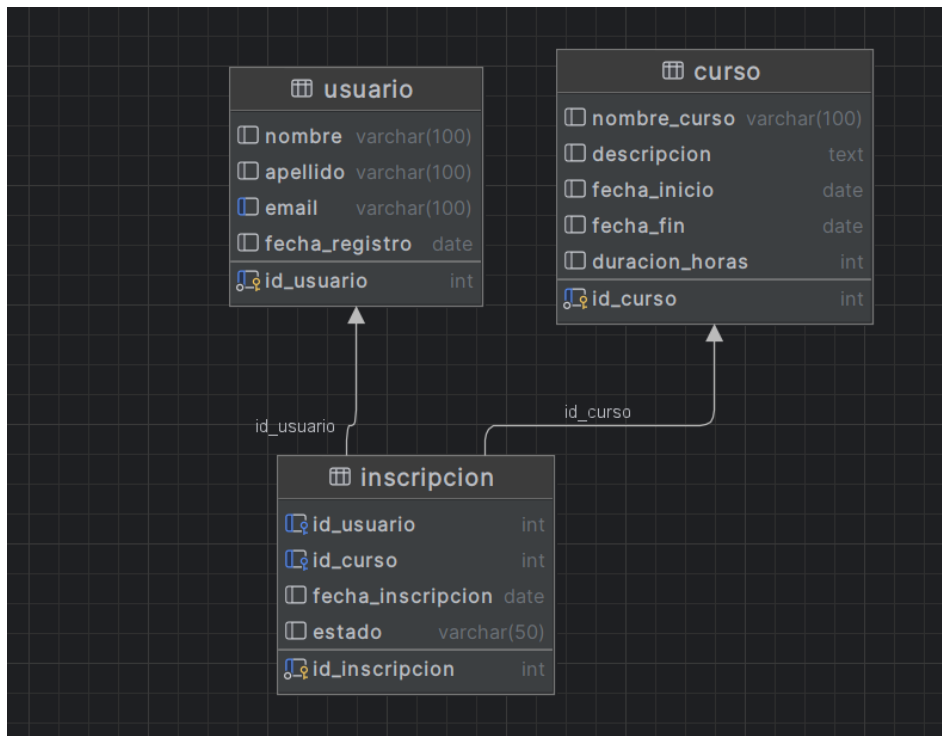 usuario
nombre varchar(100)
apellido varchar(100)
email varchar(100)
fecha_registro date
id_usuario int
curso
nombre_curso varchar(100)
descripcion text
fecha_inicio date
fecha_fin date
duracion_horas int
id_curso int
id_usuario
id_curso
inscripcion
id_usuario int
id_curso int
fecha_inscripcion date
estado varchar(50)
id_inscripcion int